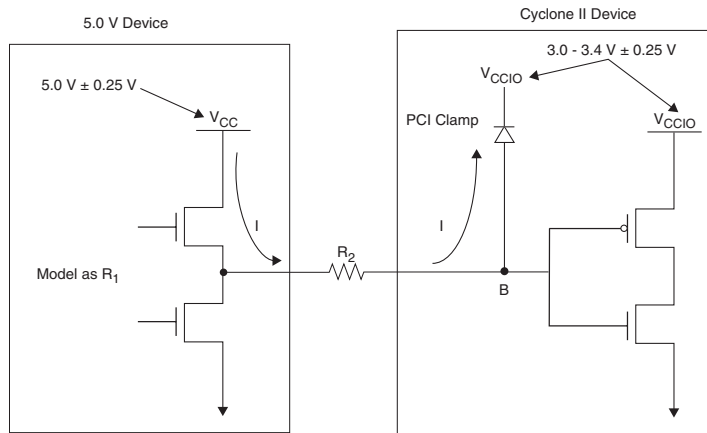 5.0 V Device
Cyclone II Device
5.0 V ± 0.25 V
3.0 - 3.4 V ± 0.25 V
VCC
VCCIO
VCCIO
PCI Clamp
I
I
R2
Model as R1
B